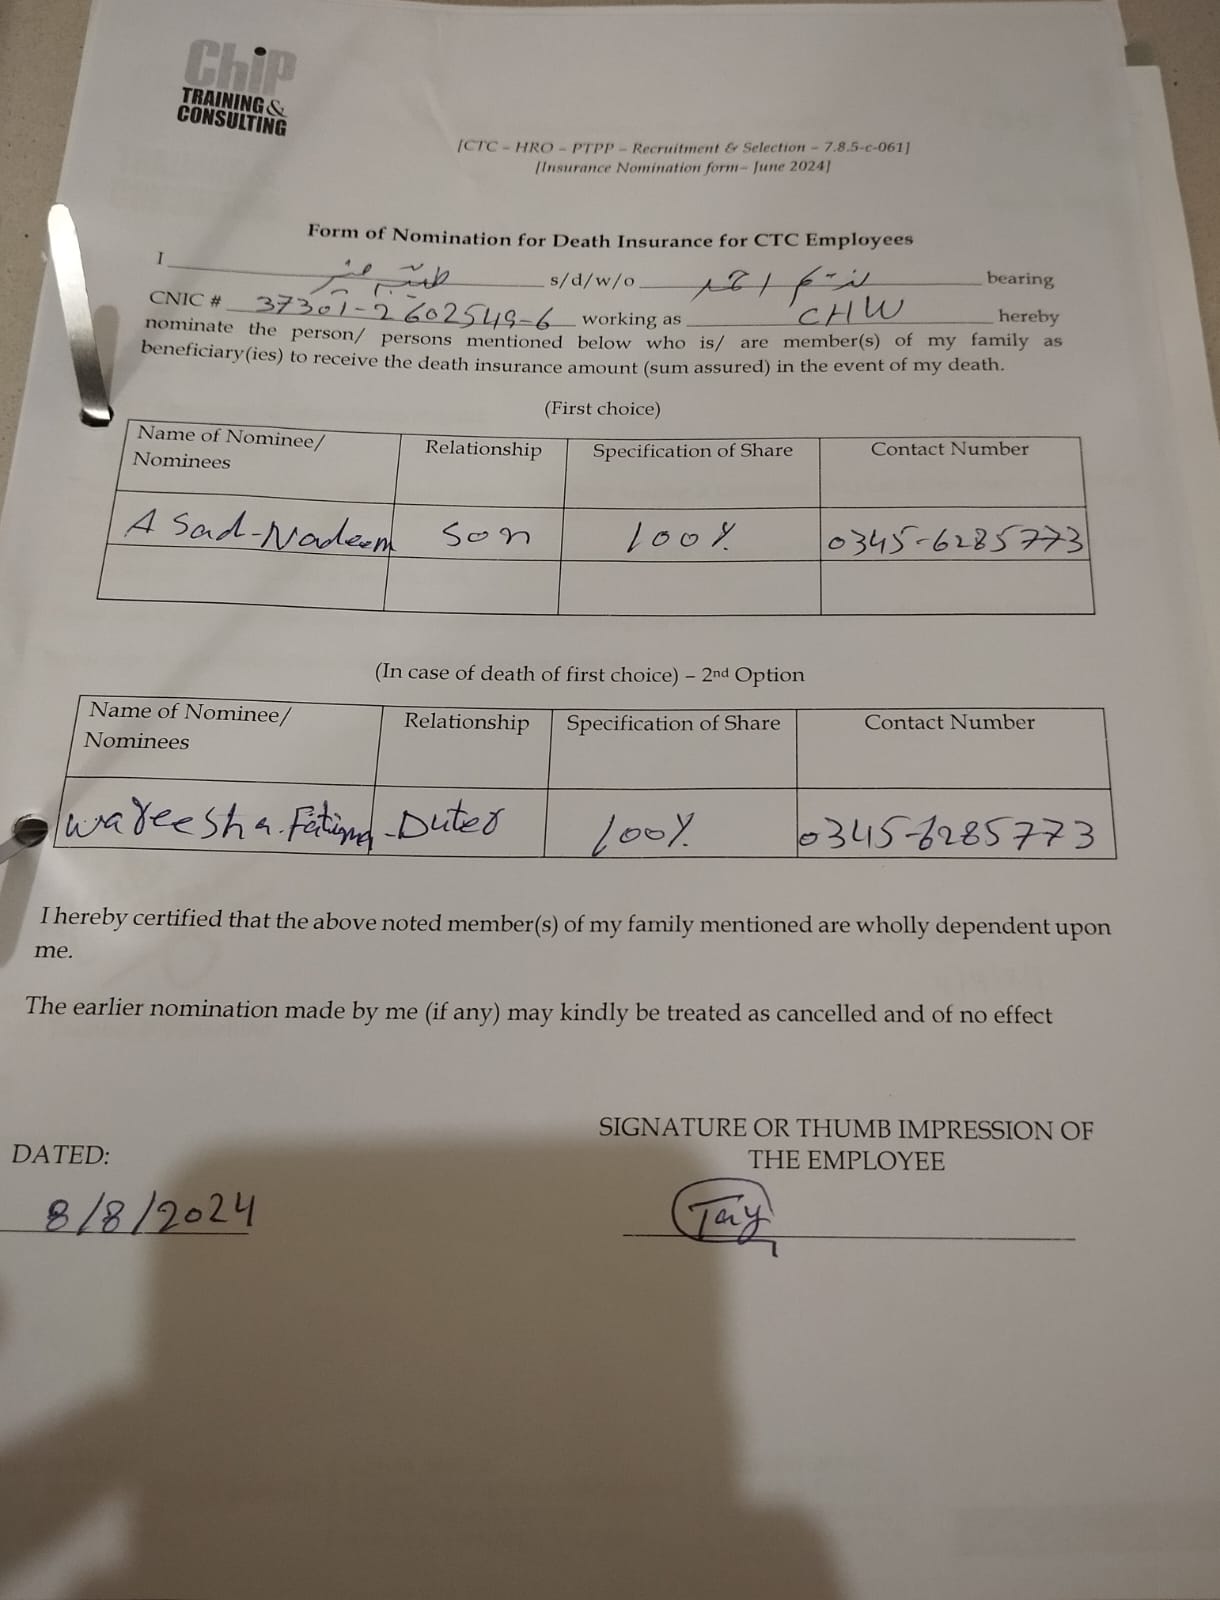 Chip
TRAINING &
CONSULTING
[CTC – HRO – PTPP – Recruitment & Selection – 7.8.5-c-061]
[Insurance Nomination form– June 2024]
Form of Nomination for Death Insurance for CTC Employees
I s/d/w/o bearing
CNIC # 37301-2602549-6 working as CHW hereby
nominate the person/ persons mentioned below who is/ are member(s) of my family as
beneficiary(ies) to receive the death insurance amount (sum assured) in the event of my death.
(First choice)
Name of Nominee/ Nominees Relationship Specification of Share Contact Number
Asad-Nadeem Son 100% 0345-6285773
(In case of death of first choice) – 2nd Option
Name of Nominee/ Nominees Relationship Specification of Share Contact Number
Wareesha.Fatima -Duter 100% 0345-6285773
I hereby certified that the above noted member(s) of my family mentioned are wholly dependent upon
me.
The earlier nomination made by me (if any) may kindly be treated as cancelled and of no effect
SIGNATURE OR THUMB IMPRESSION OF
THE EMPLOYEE
DATED:
8/8/2024